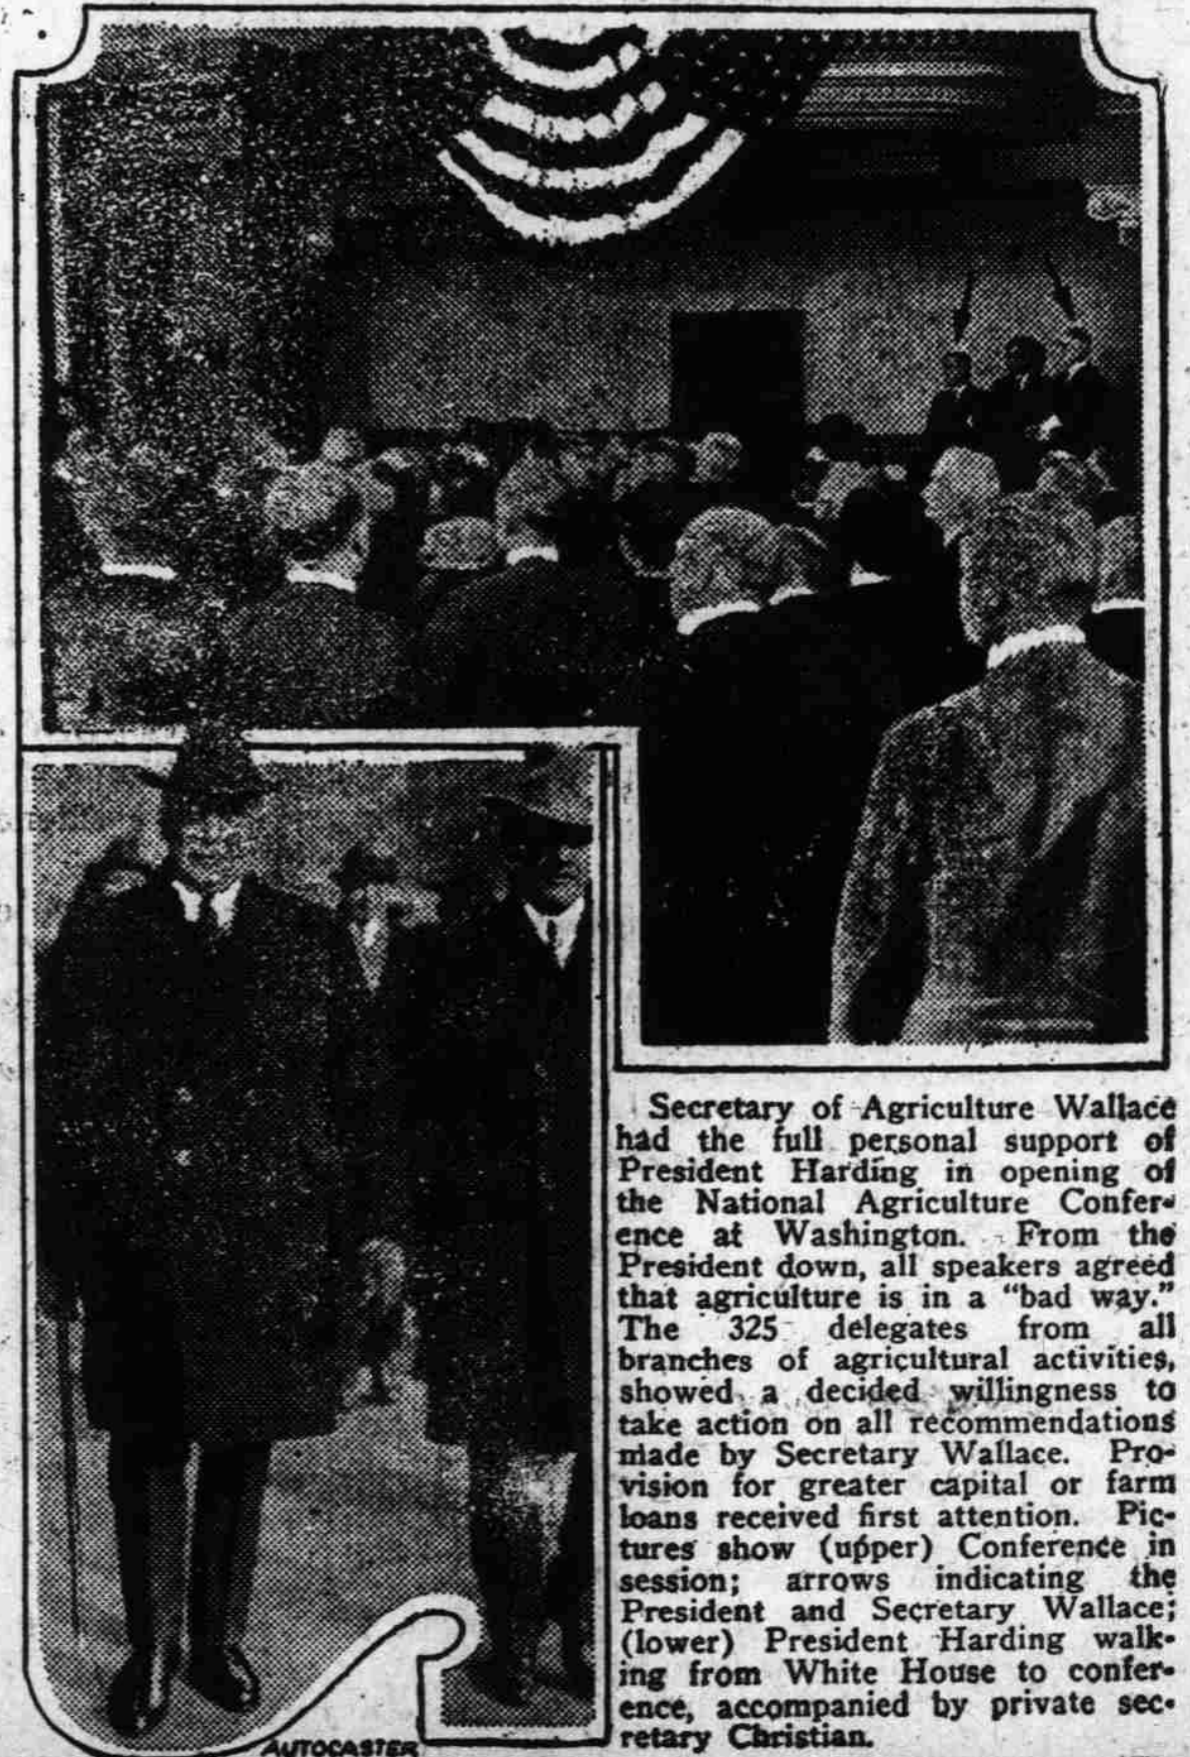 Secretary of Agriculture Wallace
had the full personal support of
President Harding in opening of
the National Agriculture Confer-
ence at Washington. From the
President down, all speakers agreed
that agriculture is in a “bad way.”
The 325 delegates from all
branches of agricultural activities,
showed a decided willingness to
take action on all recommendations
made by Secretary Wallace. Pro-
vision for greater capital or farm
loans received first attention. Pic-
tures show (upper) Conference in
session; arrows indicating the
President and Secretary Wallace;
(lower) President Harding walk-
ing from White House to confer-
ence, accompanied by private sec-
retary Christian.
AUTOCASTER